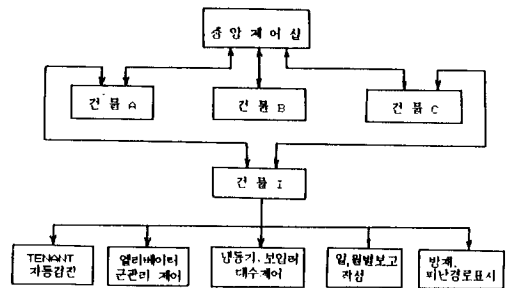 중앙제어실
건물 A
건물 B
건물 C
건물 I
TENANT
자동검진
엘리베이터
군관리 제어
냉동기, 보일러
대수제어
일,월별보고
작성
방재,
피난경로표시